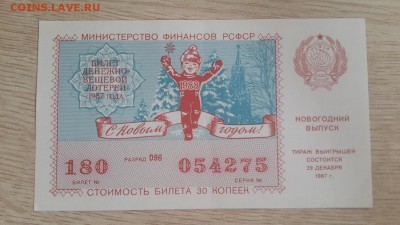 COINS.LAVE.RU
МИНИСТЕРСТВО ФИНАНСОВ РСФСР
БИЛЕТ
ДЕНЕЖНО
ВЕЩЕВОЙ
ЛОТЕРЕИ
1987 ГОДА
1988
С Новым годом!
НОВОГОДНИЙ
ВЫПУСК
ТИРАЖ ВЫИГРЫШЕЙ
СОСТОИТСЯ
29 ДЕКАБРЯ
1987 г.
180 РАЗРЯД 096 054275
БИЛЕТ № СЕРИЯ №
СТОИМОСТЬ БИЛЕТА 30 КОПЕЕК